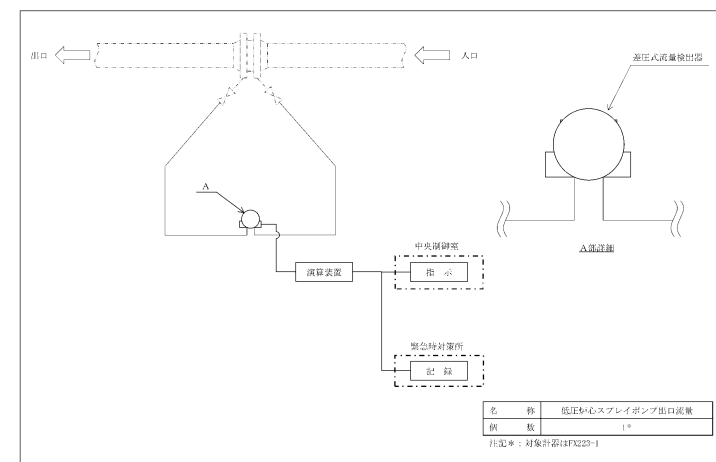 出口
入口
差圧式流量検出器
A
A部詳細
中央制御室
演算装置
指 示
緊急時対策所
記 録
名 称 低圧炉心スプレイポンプ出口流量
個 数 1*
注記*:対象計器はFX223-1